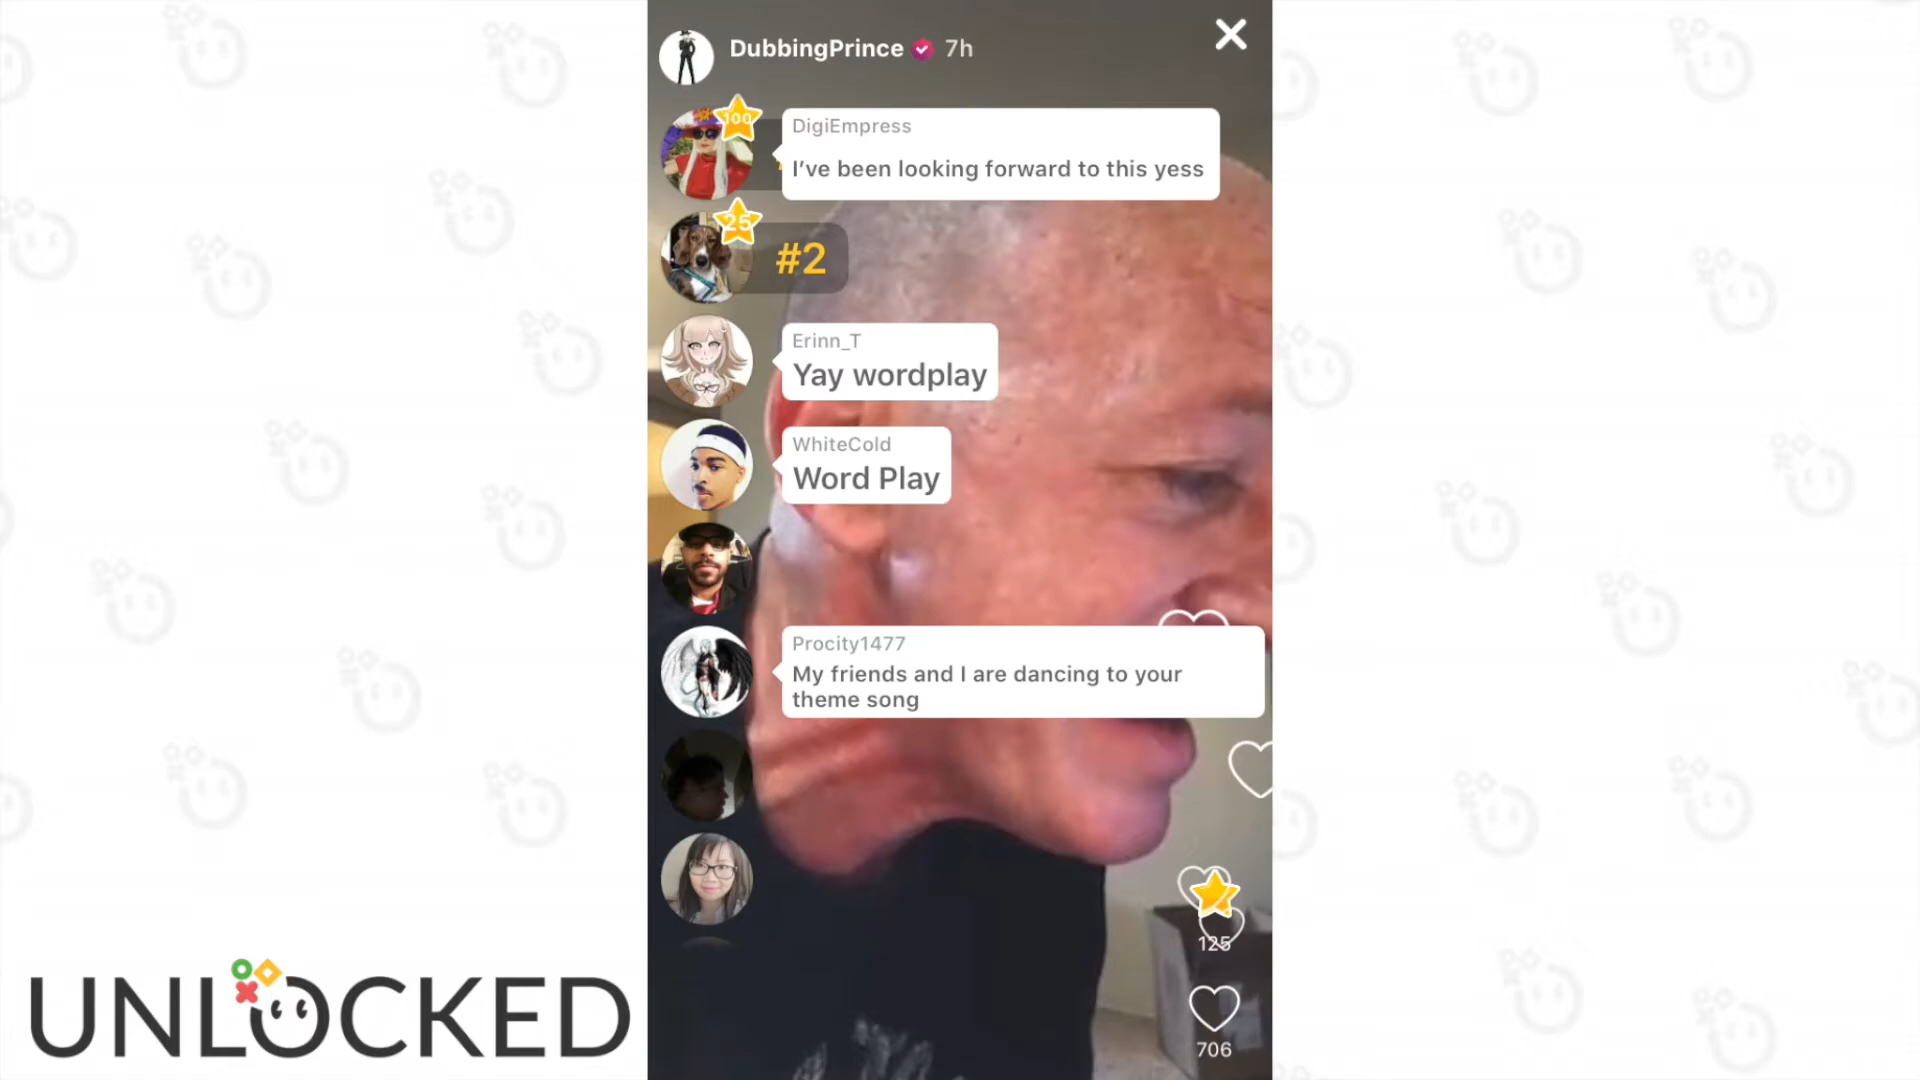 DubbingPrince 7h
100
DigiEmpress
I’ve been looking forward to this yess
25
#2
Erinn_T
Yay wordplay
WhiteCold
Word Play
Procity1477
My friends and I are dancing to your
theme song
125
706
UNLOCKED